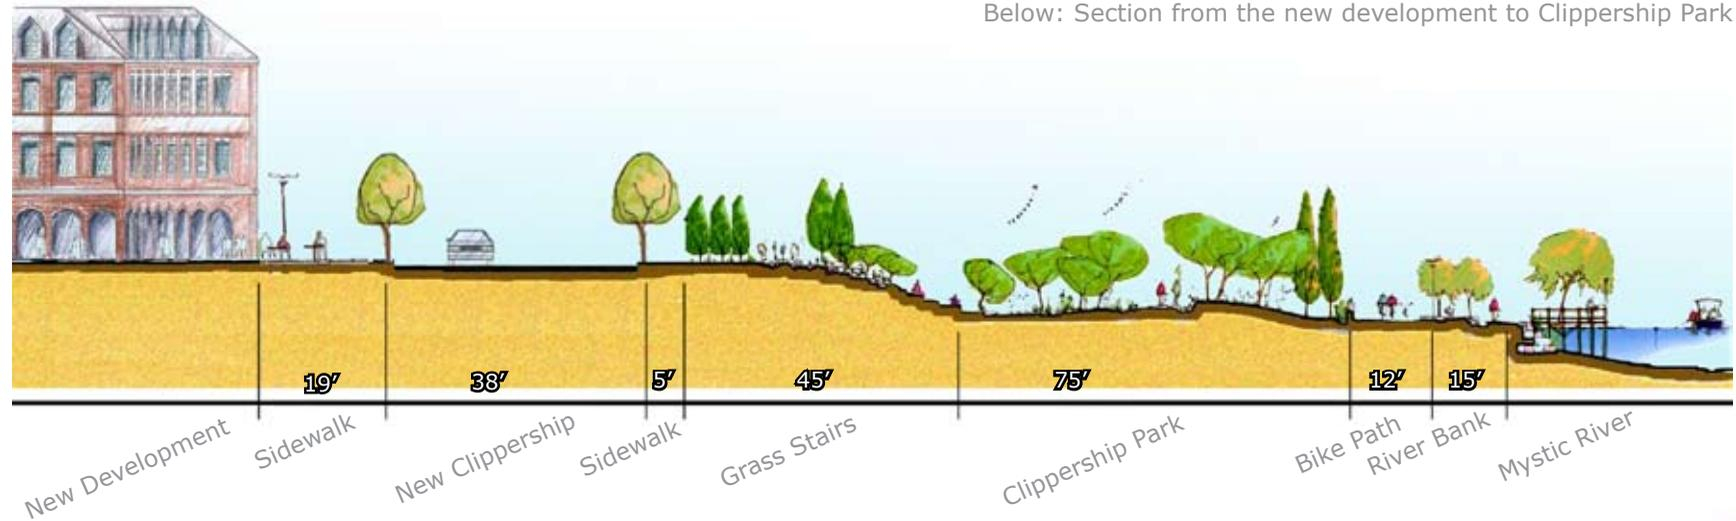 Below: Section from the new development to Clippership Park
19’
38’
5’
45’
75’
12’
15’
New Development
Sidewalk
New Clippership
Sidewalk
Grass Stairs
Clippership Park
Bike Path
River Bank
Mystic River